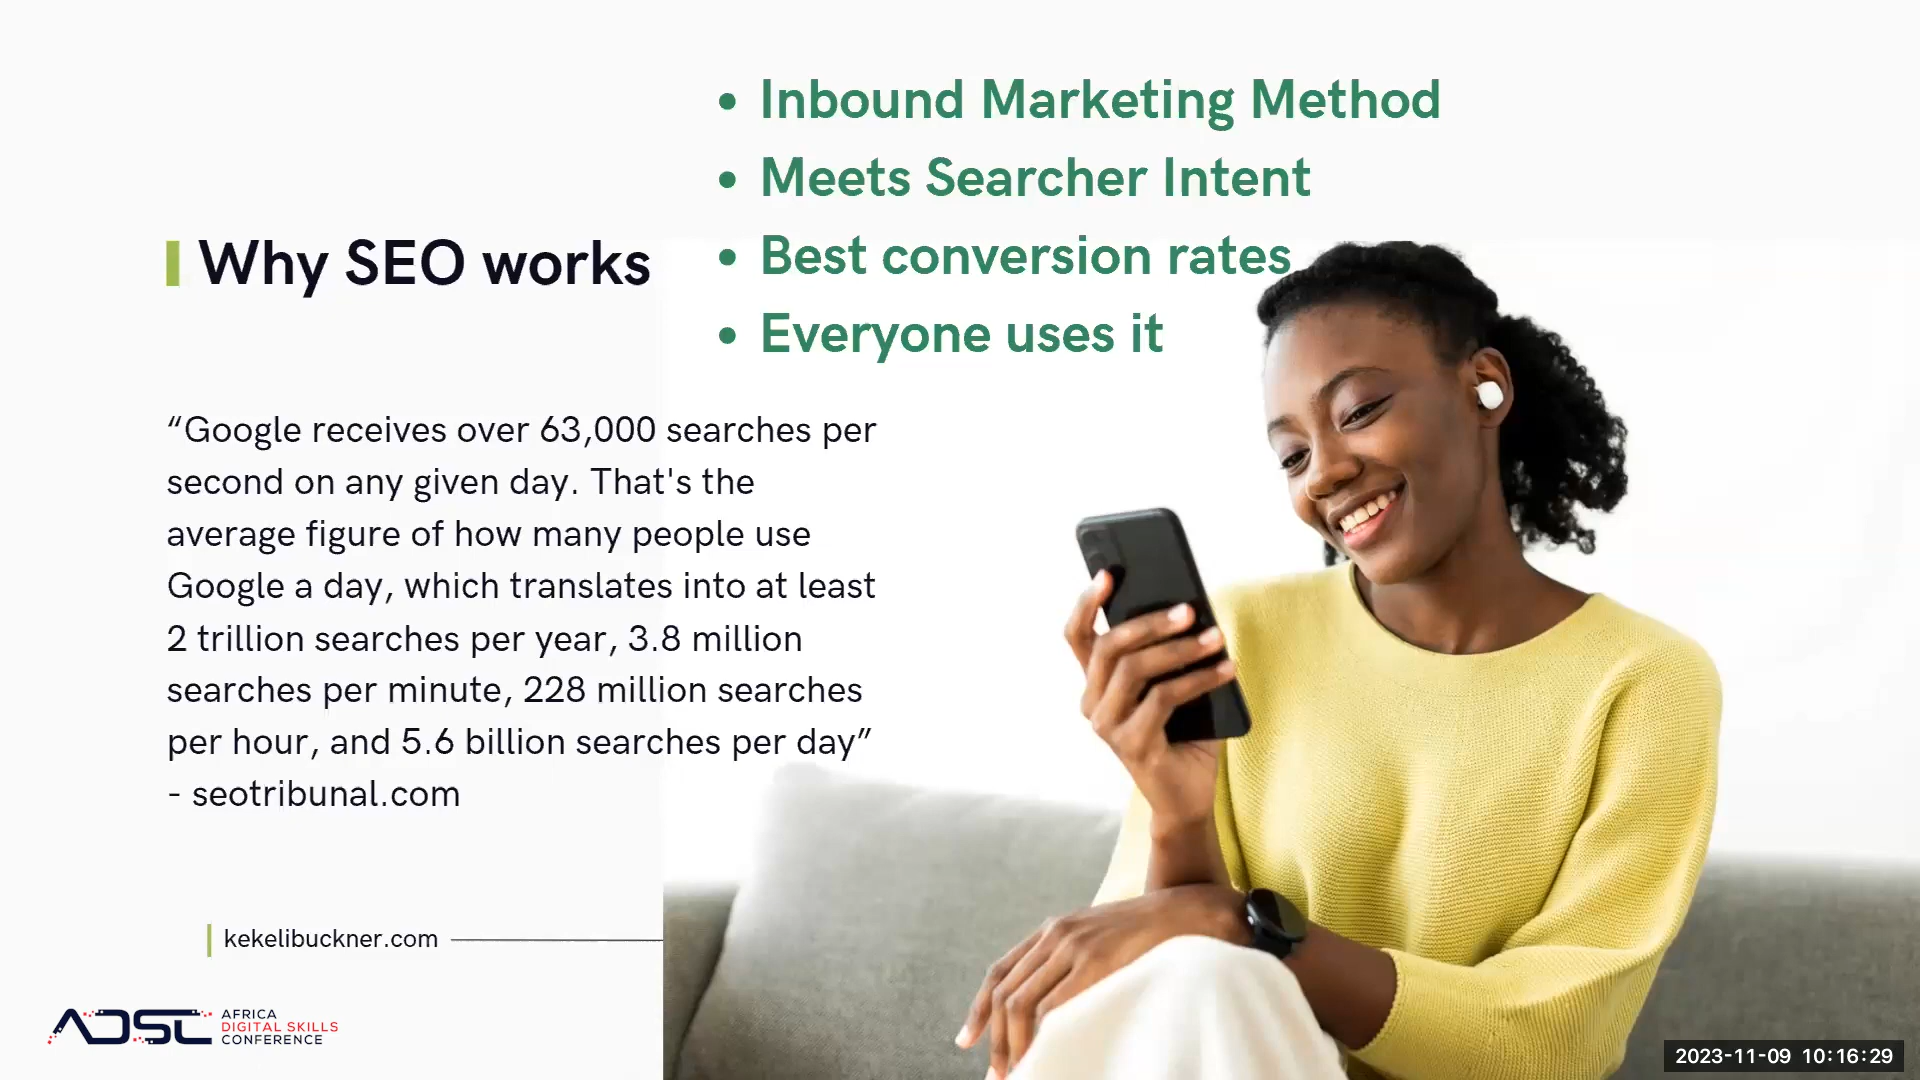 Why SEO works
• Inbound Marketing Method
• Meets Searcher Intent
• Best conversion rates
• Everyone uses it
“Google receives over 63,000 searches per
second on any given day. That's the
average figure of how many people use
Google a day, which translates into at least
2 trillion searches per year, 3.8 million
searches per minute, 228 million searches
per hour, and 5.6 billion searches per day”
- seotribunal.com
kekelibuckner.com
ADSC
AFRICA
DIGITAL SKILLS
CONFERENCE
2023-11-09 10:16:29